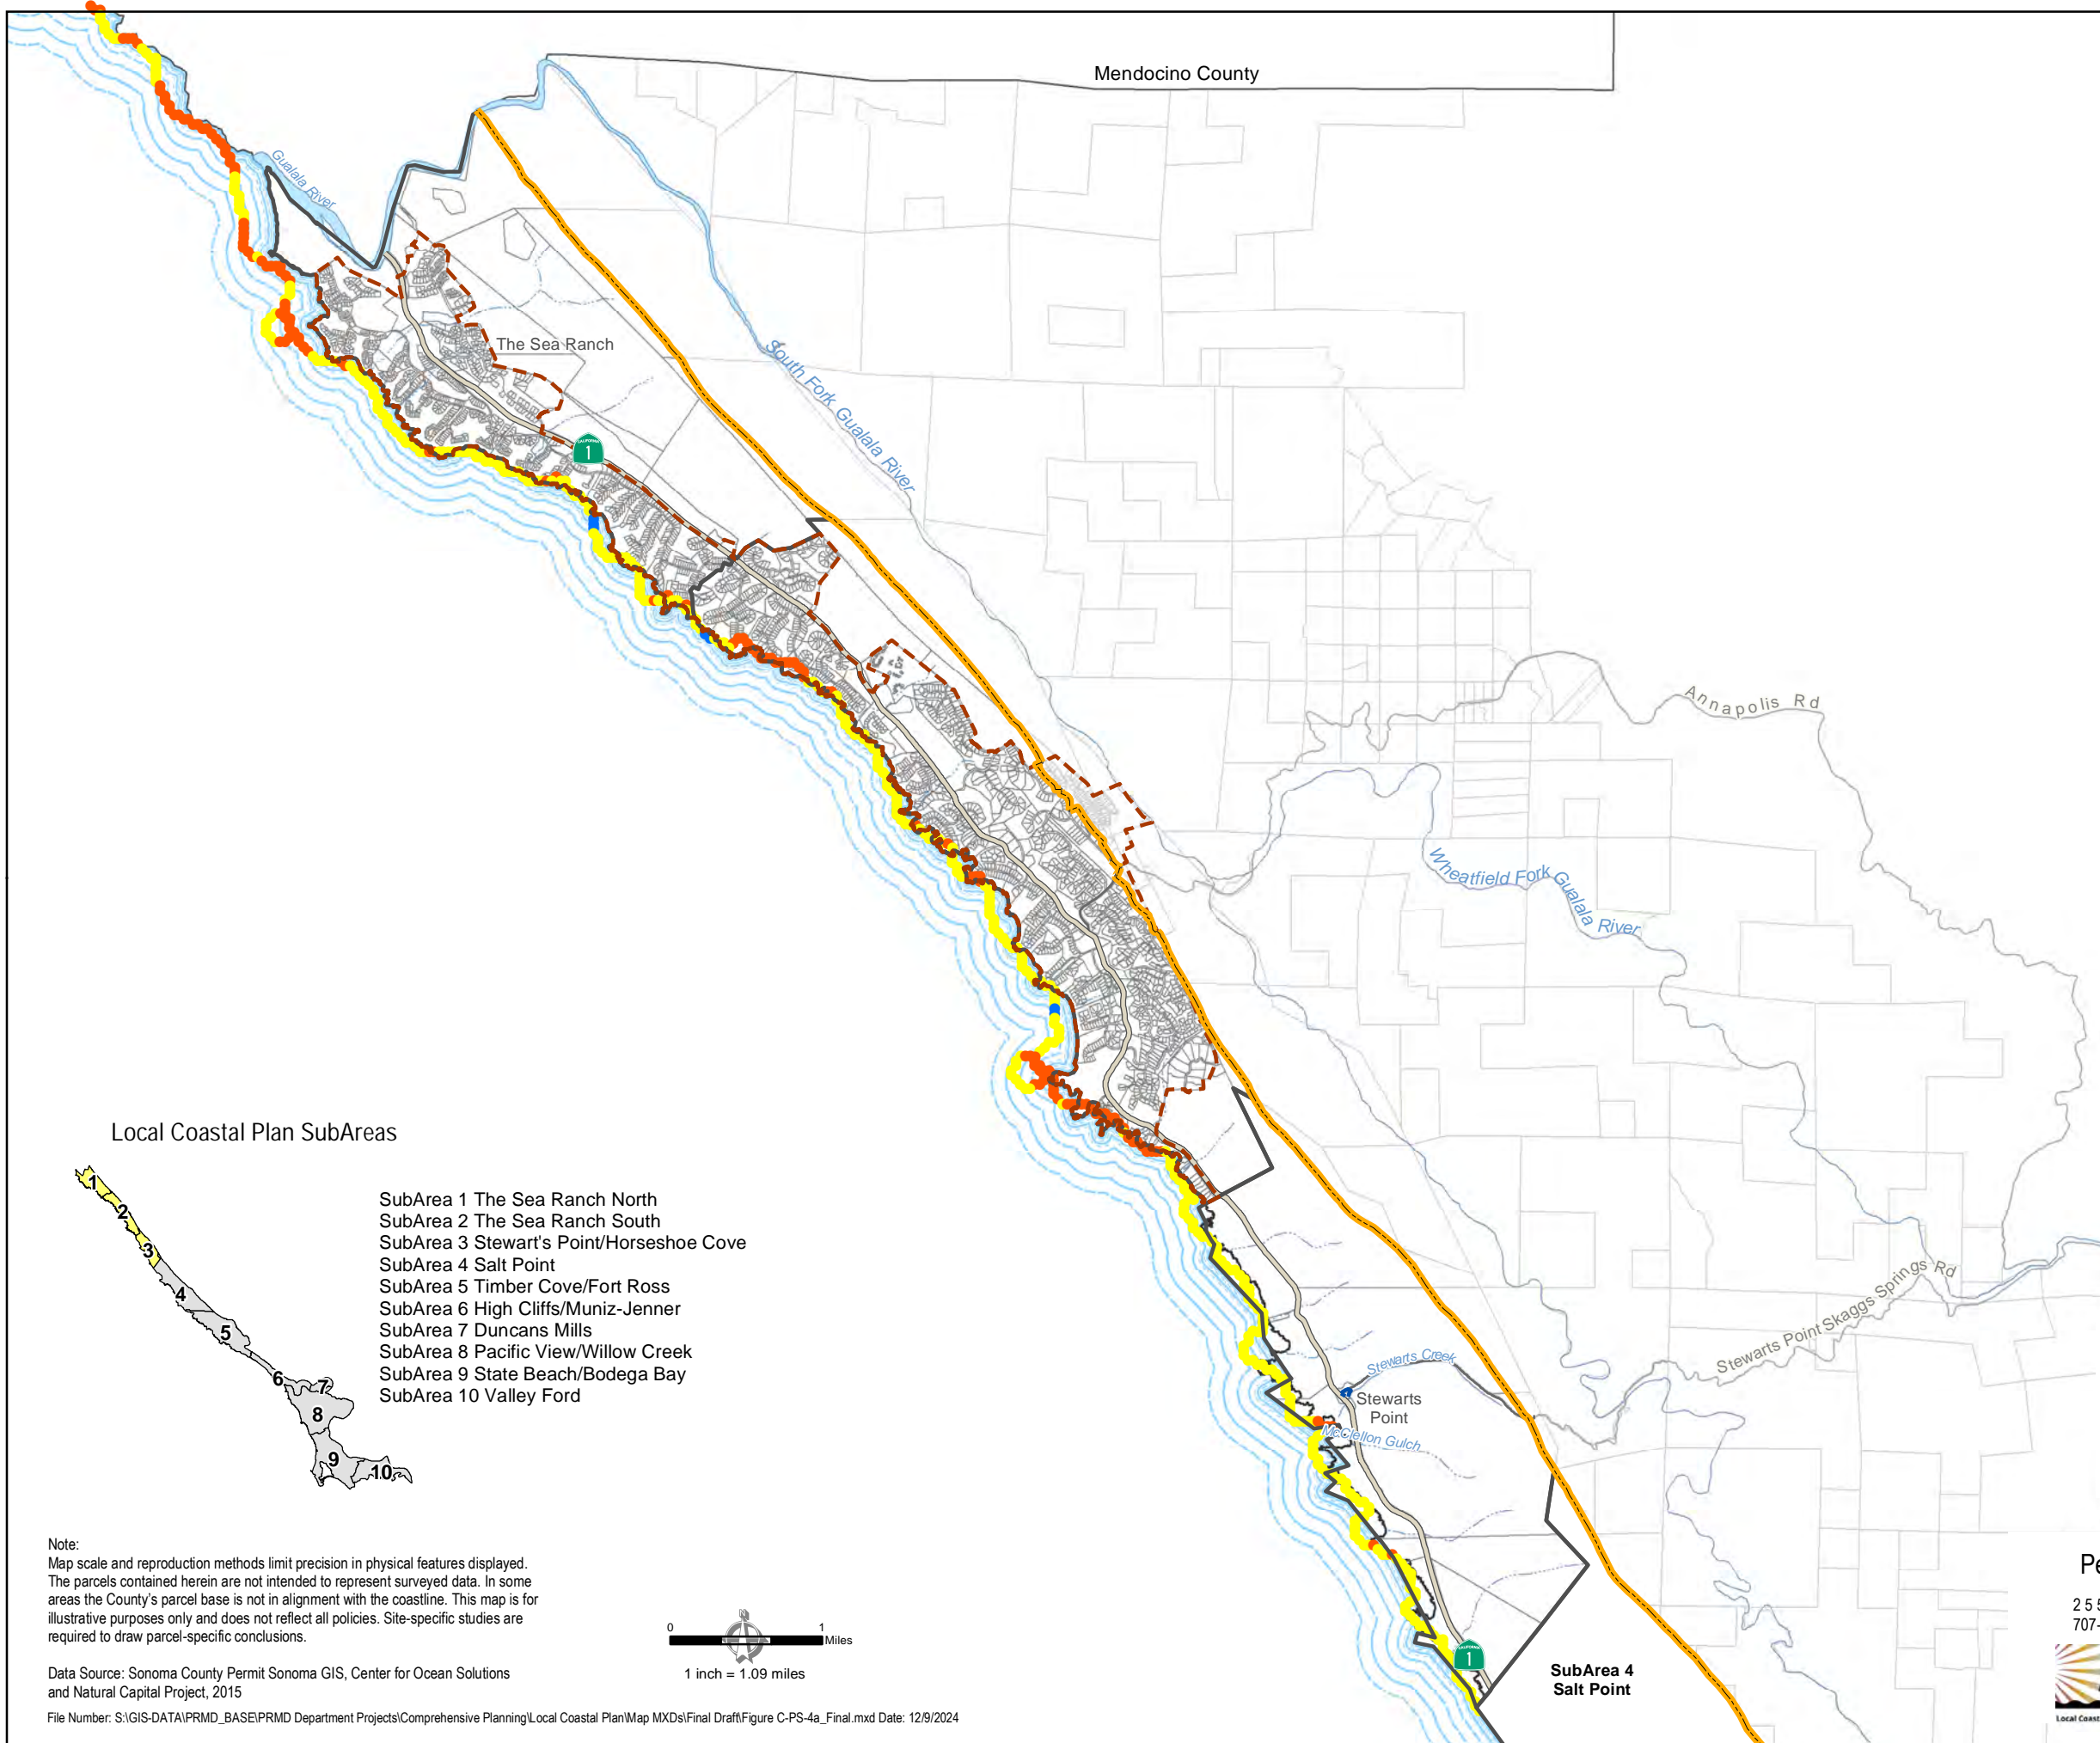 Mendocino County
Gualala River
The Sea Ranch
South Fork Gualala River
CALIFORNIA
1
Annapolis Rd
Wheatfield Fork Gualala River
Local Coastal Plan SubAreas
1
2
3
4
5
6
7
8
9
10
SubArea 1 The Sea Ranch North
SubArea 2 The Sea Ranch South
SubArea 3 Stewart's Point/Horseshoe Cove
SubArea 4 Salt Point
SubArea 5 Timber Cove/Fort Ross
SubArea 6 High Cliffs/Muniz-Jenner
SubArea 7 Duncans Mills
SubArea 8 Pacific View/Willow Creek
SubArea 9 State Beach/Bodega Bay
SubArea 10 Valley Ford
Stewarts Point Skaggs Springs Rd
Stewarts Creek
Stewarts
Point
McClellon Gulch
Note:
Map scale and reproduction methods limit precision in physical features displayed.
The parcels contained herein are not intended to represent surveyed data. In some
areas the County's parcel base is not in alignment with the coastline. This map is for
illustrative purposes only and does not reflect all policies. Site-specific studies are
required to draw parcel-specific conclusions.
Data Source: Sonoma County Permit Sonoma GIS, Center for Ocean Solutions
and Natural Capital Project, 2015
File Number: S:\GIS-DATA\PRMD_BASE\PRMD Department Projects\Comprehensive Planning\Local Coastal Plan\Map MXDs\Final Draft\Figure C-PS-4a_Final.mxd Date: 12/9/2024
0 1
Miles
1 inch = 1.09 miles
CALIFORNIA
1
SubArea 4
Salt Point
Pe
2 5 5
707-
Local Coast